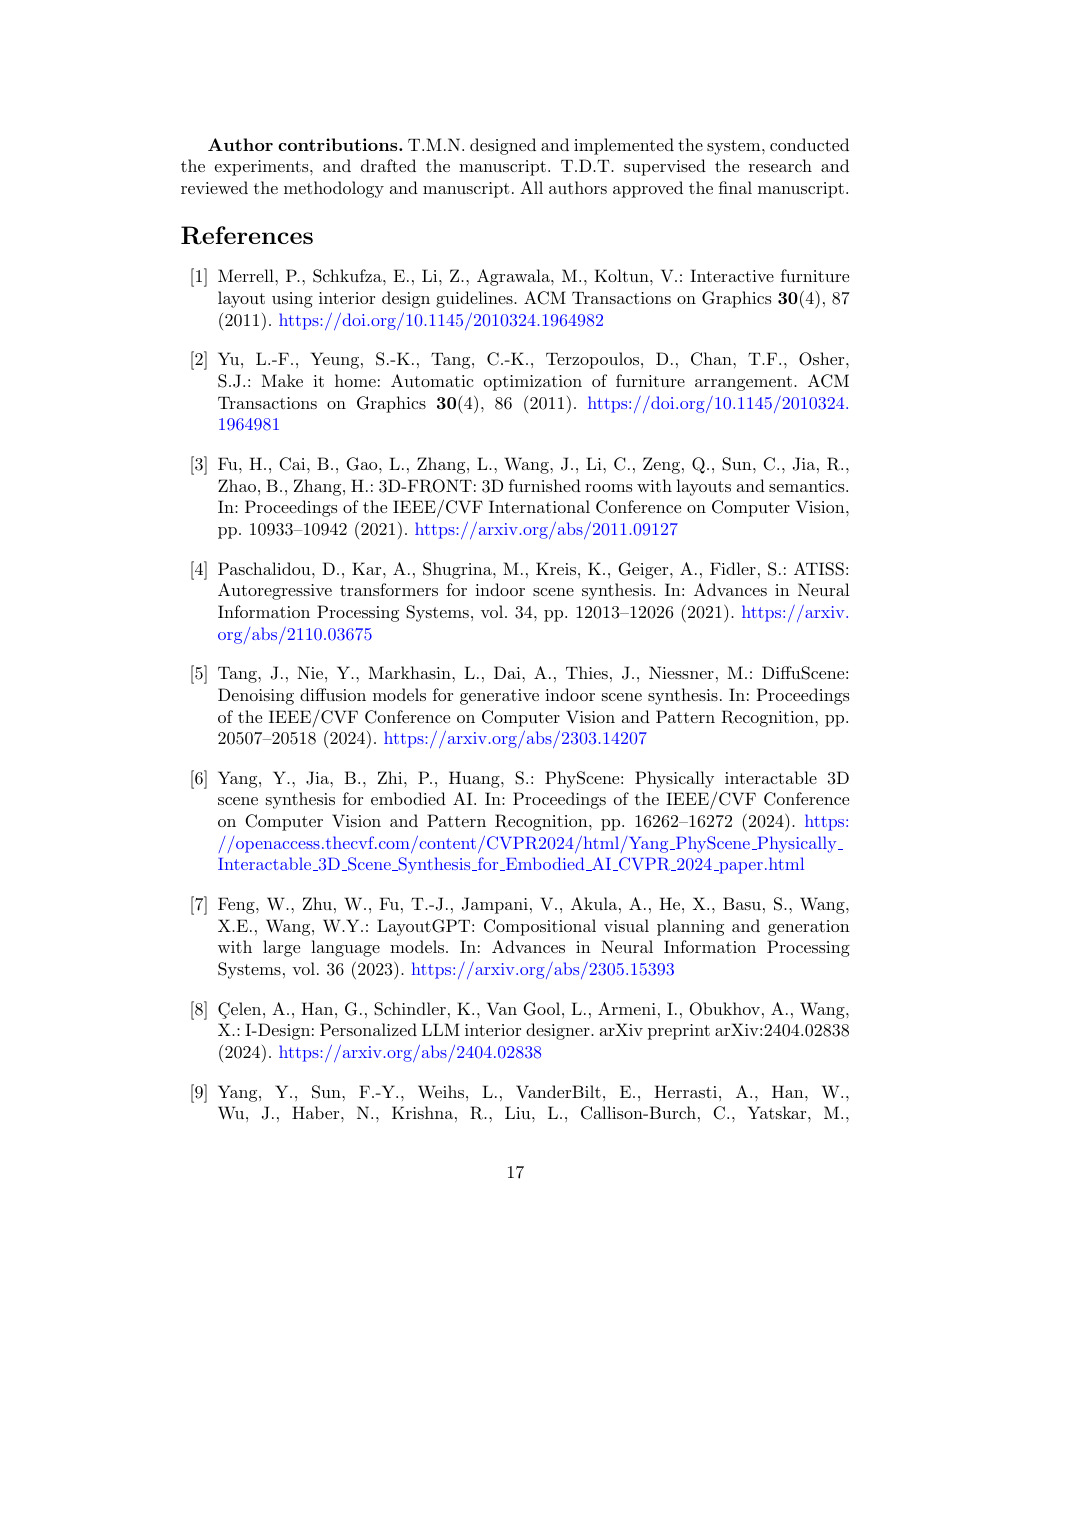 Author contributions. T.M.N. designed and implemented the system, conducted
the experiments, and drafted the manuscript. T.D.T. supervised the research and
reviewed the methodology and manuscript. All authors approved the final manuscript.
References
[1] Merrell, P., Schkufza, E., Li, Z., Agrawala, M., Koltun, V.: Interactive furniture
layout using interior design guidelines. ACM Transactions on Graphics 30(4), 87
(2011). https://doi.org/10.1145/2010324.1964982
[2] Yu, L.-F., Yeung, S.-K., Tang, C.-K., Terzopoulos, D., Chan, T.F., Osher,
S.J.: Make it home: Automatic optimization of furniture arrangement. ACM
Transactions on Graphics 30(4), 86 (2011). https://doi.org/10.1145/2010324.
1964981
[3] Fu, H., Cai, B., Gao, L., Zhang, L., Wang, J., Li, C., Zeng, Q., Sun, C., Jia, R.,
Zhao, B., Zhang, H.: 3D-FRONT: 3D furnished rooms with layouts and semantics.
In: Proceedings of the IEEE/CVF International Conference on Computer Vision,
pp. 10933–10942 (2021). https://arxiv.org/abs/2011.09127
[4] Paschalidou, D., Kar, A., Shugrina, M., Kreis, K., Geiger, A., Fidler, S.: ATISS:
Autoregressive transformers for indoor scene synthesis. In: Advances in Neural
Information Processing Systems, vol. 34, pp. 12013–12026 (2021). https://arxiv.
org/abs/2110.03675
[5] Tang, J., Nie, Y., Markhasin, L., Dai, A., Thies, J., Niessner, M.: DiffuScene:
Denoising diffusion models for generative indoor scene synthesis. In: Proceedings
of the IEEE/CVF Conference on Computer Vision and Pattern Recognition, pp.
20507–20518 (2024). https://arxiv.org/abs/2303.14207
[6] Yang, Y., Jia, B., Zhi, P., Huang, S.: PhyScene: Physically interactable 3D
scene synthesis for embodied AI. In: Proceedings of the IEEE/CVF Conference
on Computer Vision and Pattern Recognition, pp. 16262–16272 (2024). https:
//openaccess.thecvf.com/content/CVPR2024/html/Yang_PhyScene_Physically_
Interactable_3D_Scene_Synthesis_for_Embodied_AI_CVPR_2024_paper.html
[7] Feng, W., Zhu, W., Fu, T.-J., Jampani, V., Akula, A., He, X., Basu, S., Wang,
X.E., Wang, W.Y.: LayoutGPT: Compositional visual planning and generation
with large language models. In: Advances in Neural Information Processing
Systems, vol. 36 (2023). https://arxiv.org/abs/2305.15393
[8] Çelen, A., Han, G., Schindler, K., Van Gool, L., Armeni, I., Obukhov, A., Wang,
X.: I-Design: Personalized LLM interior designer. arXiv preprint arXiv:2404.02838
(2024). https://arxiv.org/abs/2404.02838
[9] Yang, Y., Sun, F.-Y., Weihs, L., VanderBilt, E., Herrasti, A., Han, W.,
Wu, J., Haber, N., Krishna, R., Liu, L., Callison-Burch, C., Yatskar, M.,
17